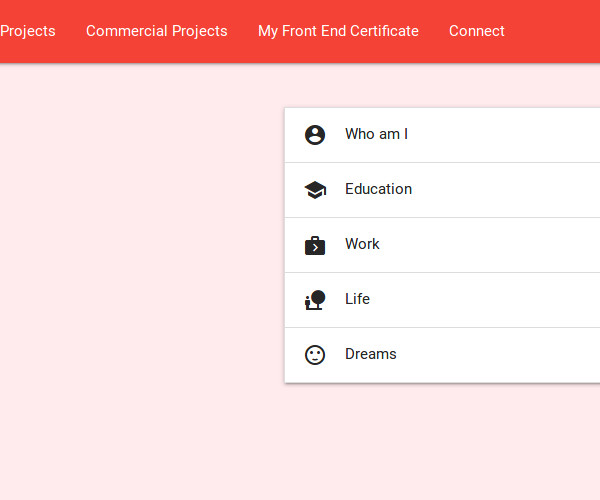 Projects Commercial Projects My Front End Certificate Connect
Who am I
Education
Work
Life
Dreams